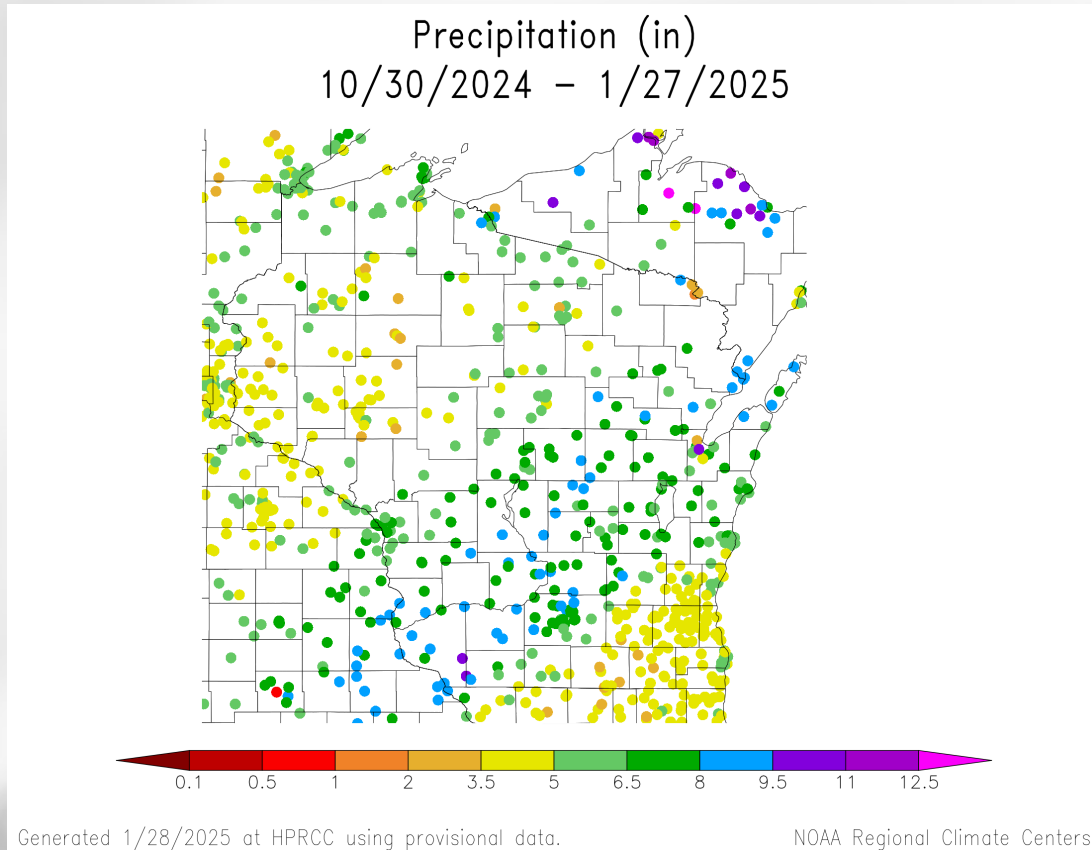 Precipitation (in)
10/30/2024 – 1/27/2025
0.1 0.5 1 2 3.5 5 6.5 8 9.5 11 12.5
Generated 1/28/2025 at HPRCC using provisional data.
NOAA Regional Climate Centers